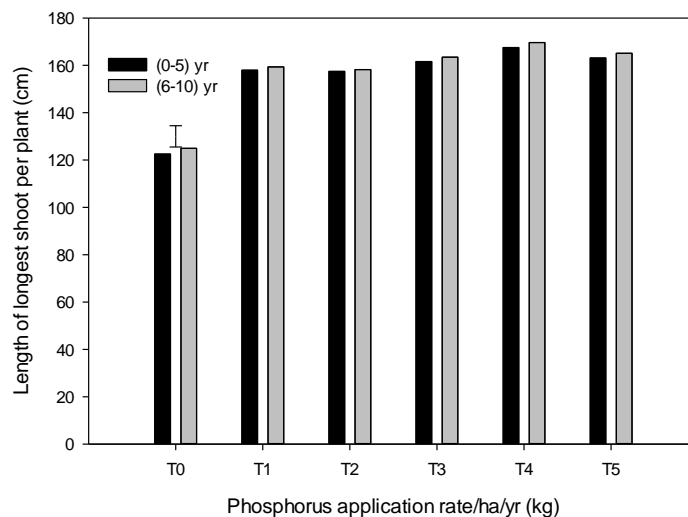 180
160
140
120
100
80
60
40
20
0
Length of longest shoot per plant (cm)
(0-5) yr
(6-10) yr
T0 T1 T2 T3 T4 T5
Phosphorus application rate/ha/yr (kg)